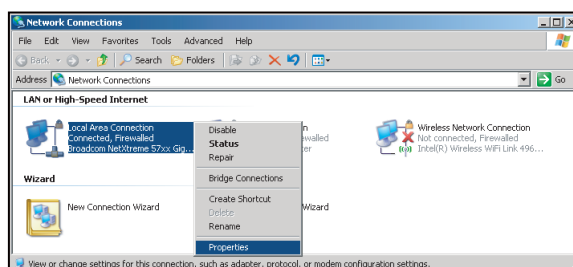 Network Connections
File Edit View Favorites Tools Advanced Help
Back Search Folders
Address Network Connections Go
LAN or High-Speed Internet
Local Area Connection
Connected, Firewalled
Broadcom NetXtreme 57xx Gig...
Disable
Status
Repair
Bridge Connections
Create Shortcut
Delete
Rename
Properties
n
ewalled
ter
Wireless Network Connection
Not connected, Firewalled
Intel(R) Wireless WiFi Link 496...
Wizard
New Connection Wizard
Wizard
View or change settings for this connection, such as adapter, protocol, or modem configuration settings.